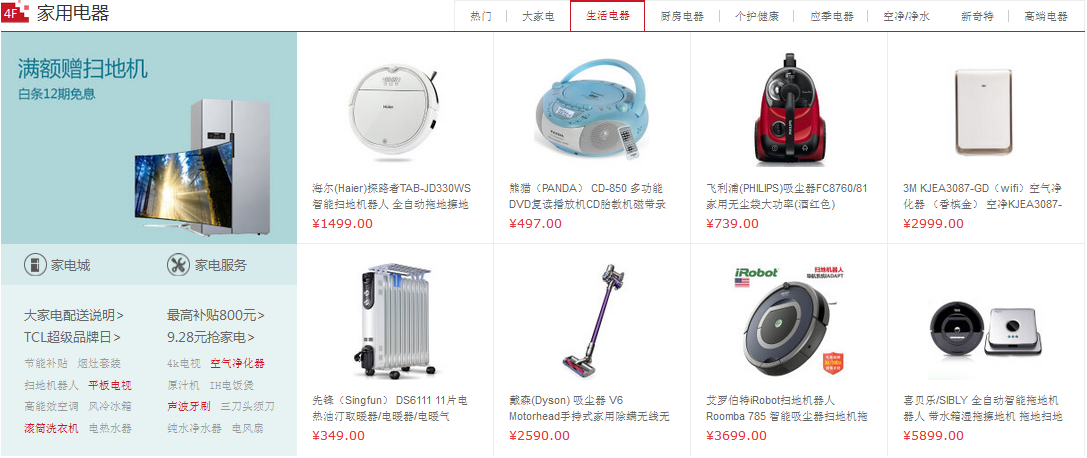 4F 家用电器
热门 大家电 生活电器 厨房电器 个护健康 应季电器 空净/净水 新奇特 高端电器
满额赠扫地机
白条12期免息
家电城 家电服务
大家电配送说明> 最高补贴800元>
TCL超级品牌日> 9.28元抢家电>
节能补贴 烟灶套装 4k电视 空气净化器
扫地机器人 平板电视 原汁机 IH电饭煲
高能效空调 风冷冰箱 声波牙刷 三刀头须刀
滚筒洗衣机 电热水器 纯水净水器 电风扇
Haier
海尔(Haier)探路者TAB-JD330WS
智能扫地机器人 全自动拖地擦地
¥1499.00
熊猫（PANDA） CD-850 多功能
DVD复读播放机CD胎教机磁带录
¥497.00
PHILIPS
飞利浦(PHILIPS)吸尘器FC8760/81
家用无尘袋大功率(酒红色)
¥739.00
3M KJEA3087-GD（wifi）空气净
化器 （香槟金） 空净KJEA3087-
¥2999.00
先锋（Singfun） DS6111 11片电
热油汀取暖器/电暖器/电暖气
¥349.00
戴森(Dyson) 吸尘器 V6
Motorhead手持式家用除螨无线无
¥2590.00
iRobot 扫地机器人
导航系统iADAPT
艾罗伯特iRobot扫地机器人
Roomba 785 智能吸尘器扫地机拖
¥3699.00
喜贝乐/SIBLY 全自动智能拖地机
器人 带水箱湿拖擦地机 拖地扫地
¥5899.00